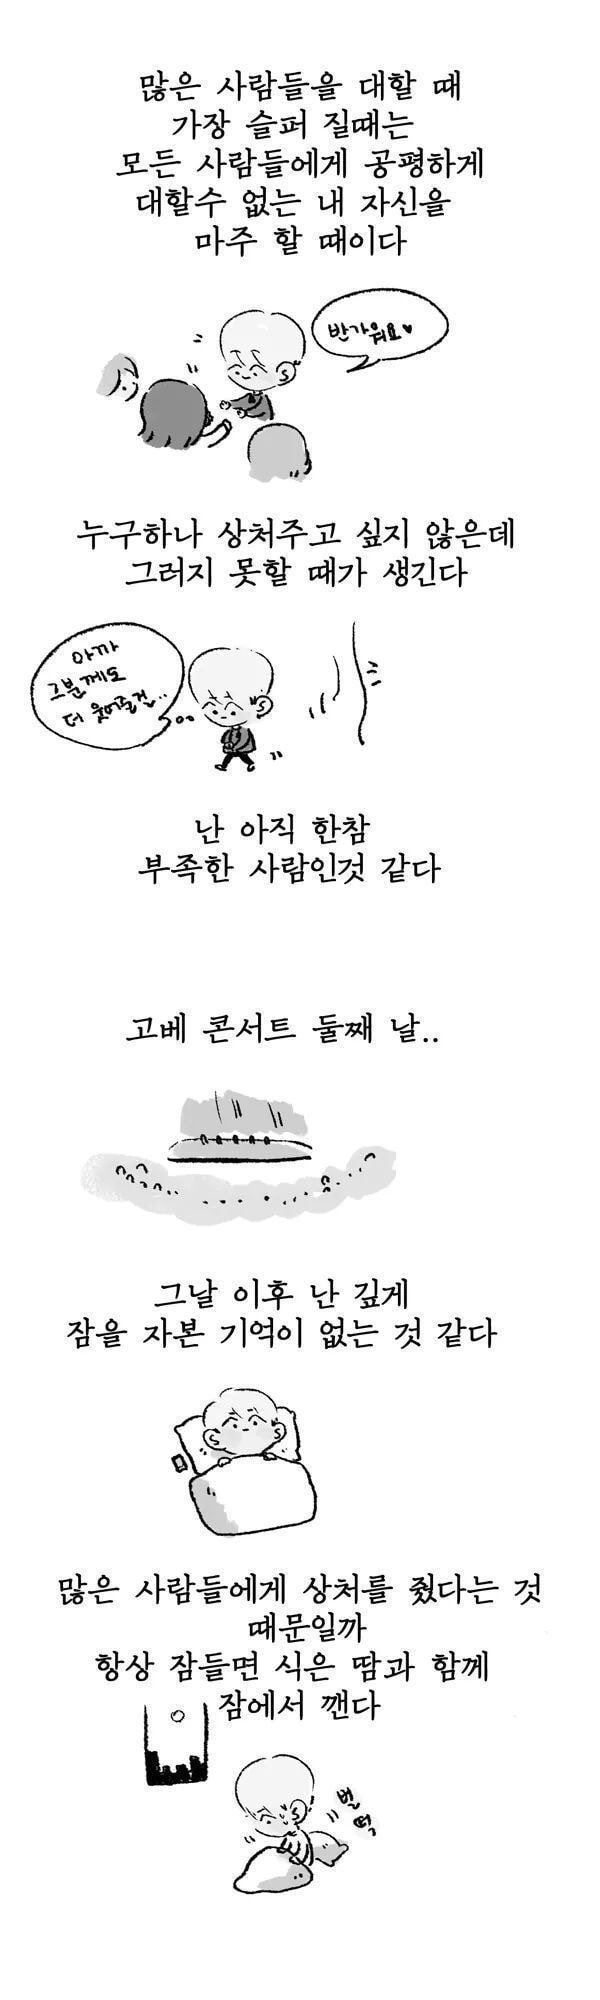 많은 사람들을 대할 때
가장 슬퍼 질때는
모든 사람들에게 공평하게
대할수 없는 내 자신을
마주 할 때이다
반가워요♥
누구하나 상처주고 싶지 않은데
그러지 못할 때가 생긴다
아까
그분께도
더 웃어줄걸..
난 아직 한참
부족한 사람인것 같다
고베 콘서트 둘째 날..
그날 이후 난 깊게
잠을 자본 기억이 없는 것 같다
많은 사람들에게 상처를 줬다는 것
때문일까
항상 잠들면 식은 땀과 함께
잠에서 깬다
벌
떡